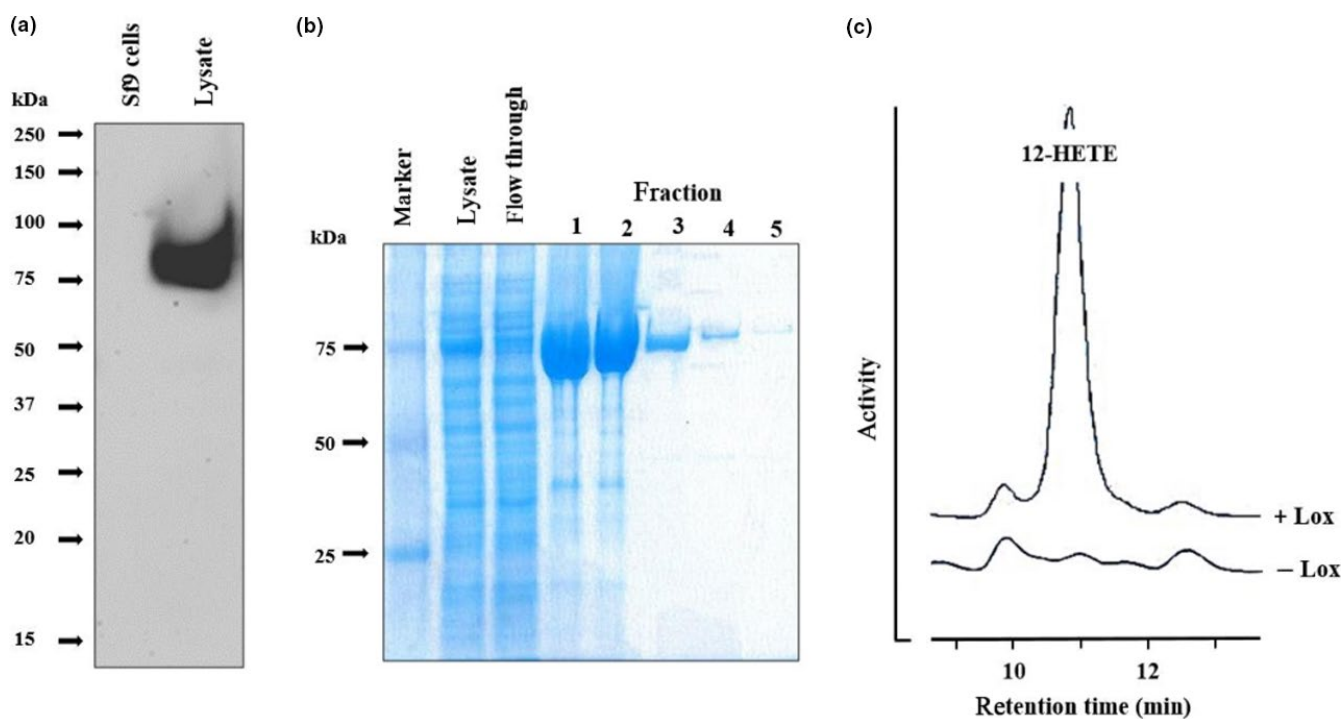 (a)
Sf9 cells
Lysate
kDa
250
150
100
75
50
37
25
20
15
(b)
Marker
Lysate
Flow through
Fraction
1 2 3 4 5
kDa
75
50
25
(c)
12-HETE
Activity
+ Lox
– Lox
10 12
Retention time (min)